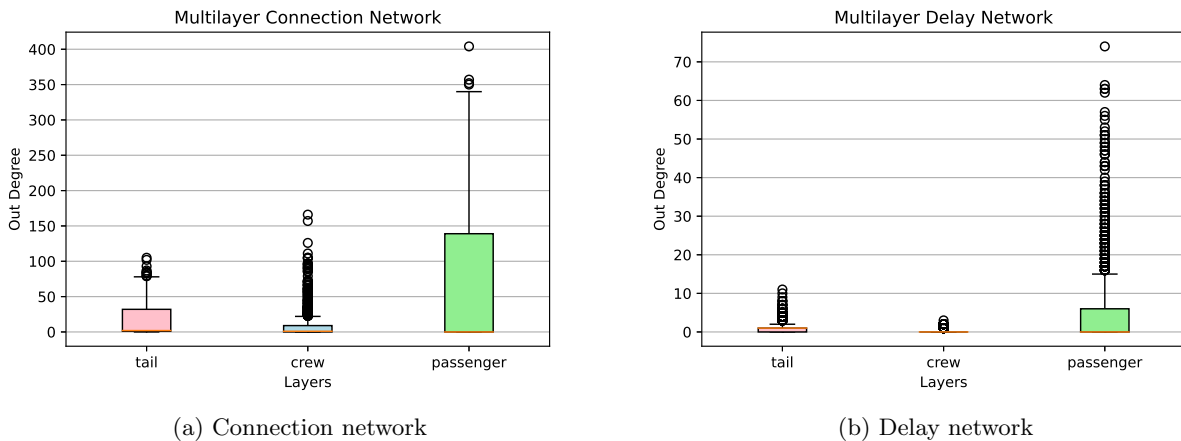 Multilayer Connection Network
400
350
300
250
200
150
100
50
0
Out Degree
tail crew passenger
Layers
(a) Connection network
Multilayer Delay Network
70
60
50
40
30
20
10
0
Out Degree
tail crew passenger
Layers
(b) Delay network